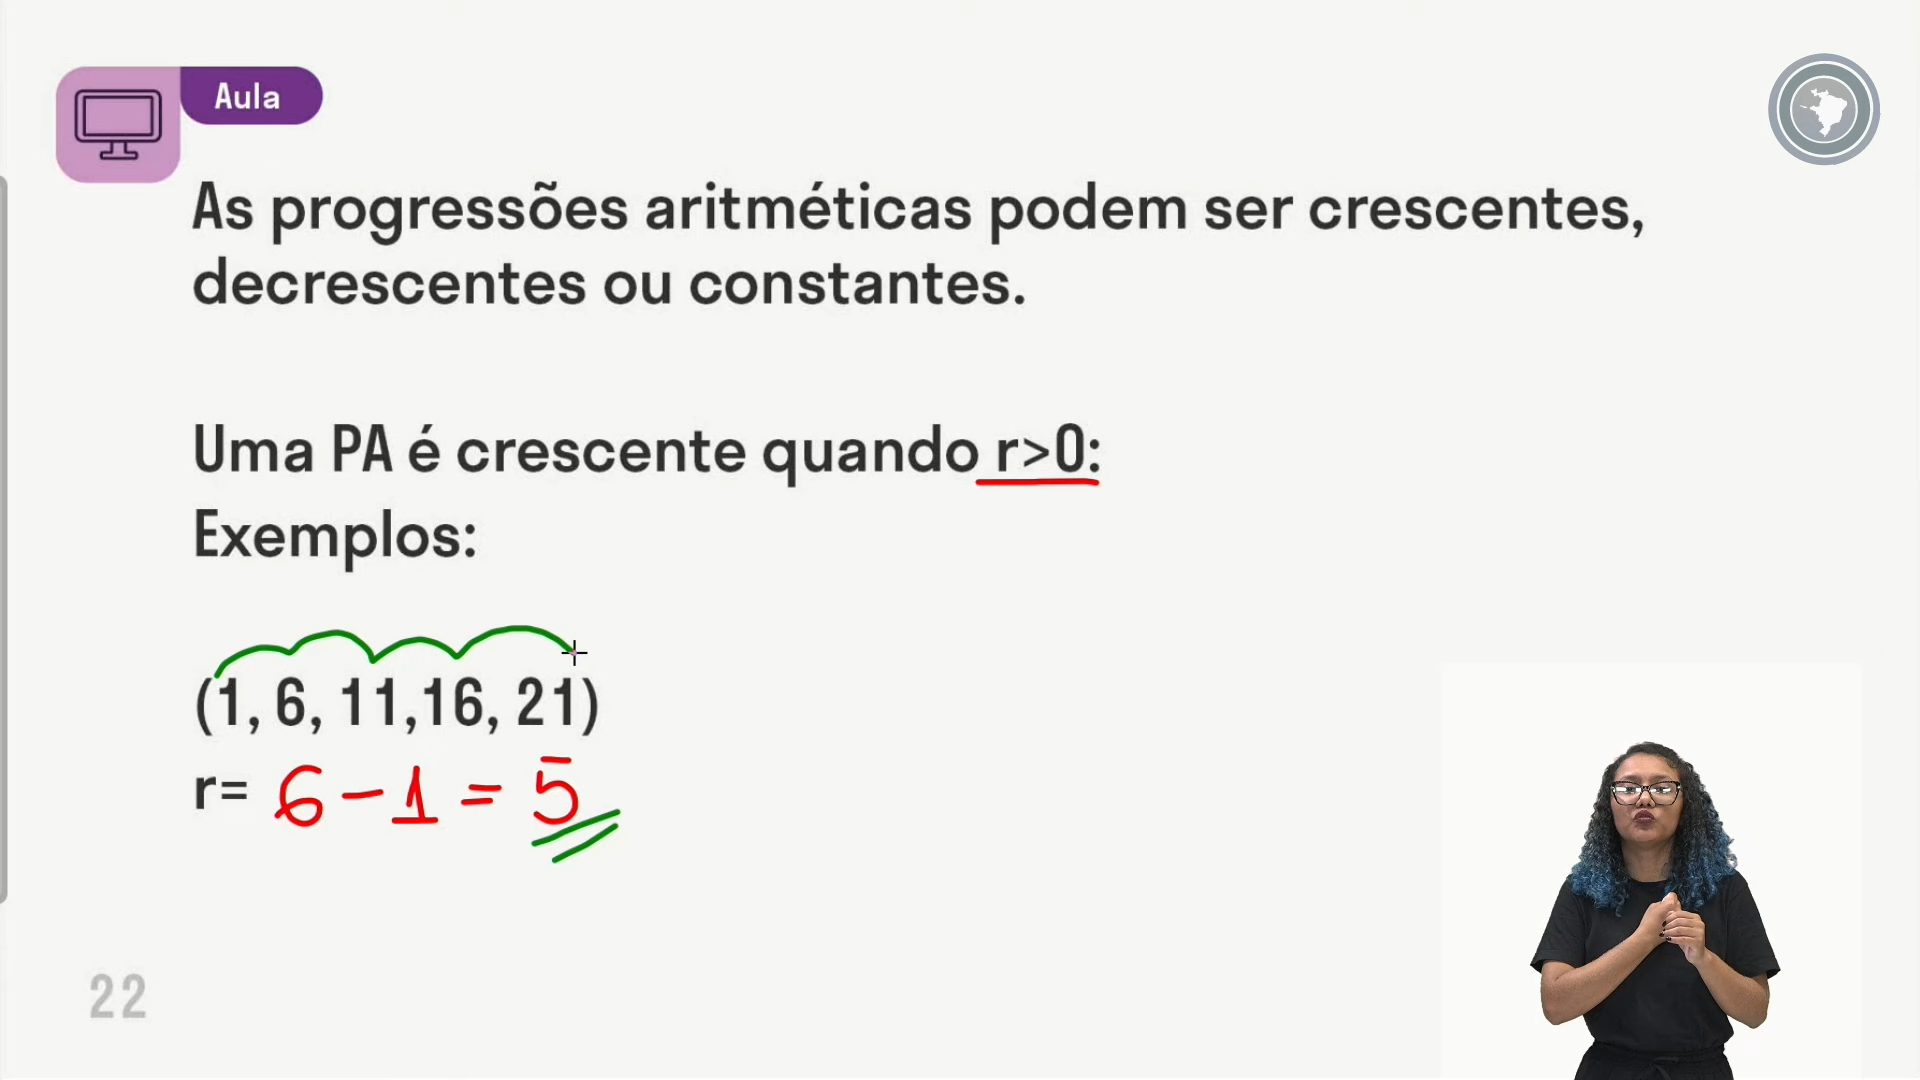 Aula
As progressões aritméticas podem ser crescentes,
decrescentes ou constantes.
Uma PA é crescente quando r>0:
Exemplos:
(1, 6, 11,16, 21)
r= 6 - 1 = 5
22